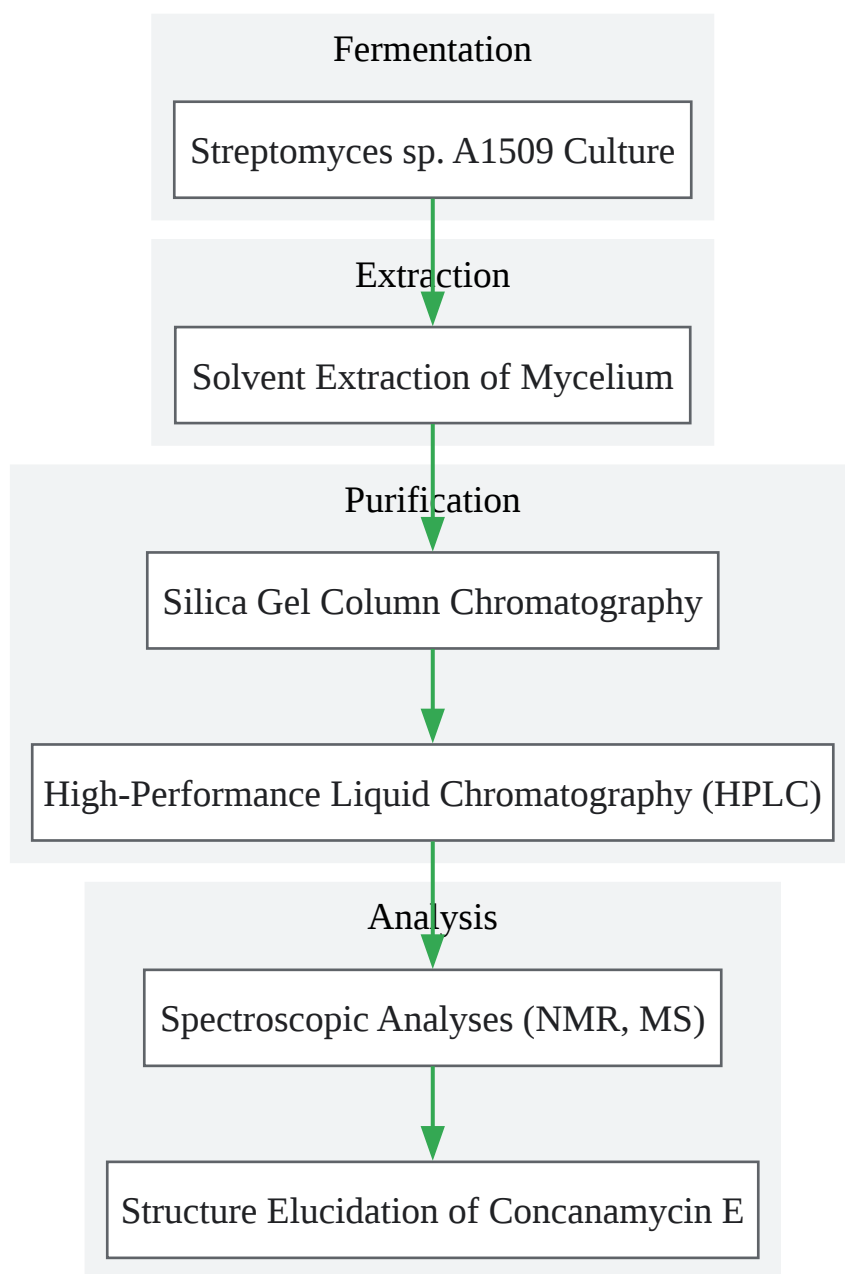 Fermentation
Streptomyces sp. A1509 Culture
Extraction
Solvent Extraction of Mycelium
Purification
Silica Gel Column Chromatography
High-Performance Liquid Chromatography (HPLC)
Analysis
Spectroscopic Analyses (NMR, MS)
Structure Elucidation of Concanamycin E